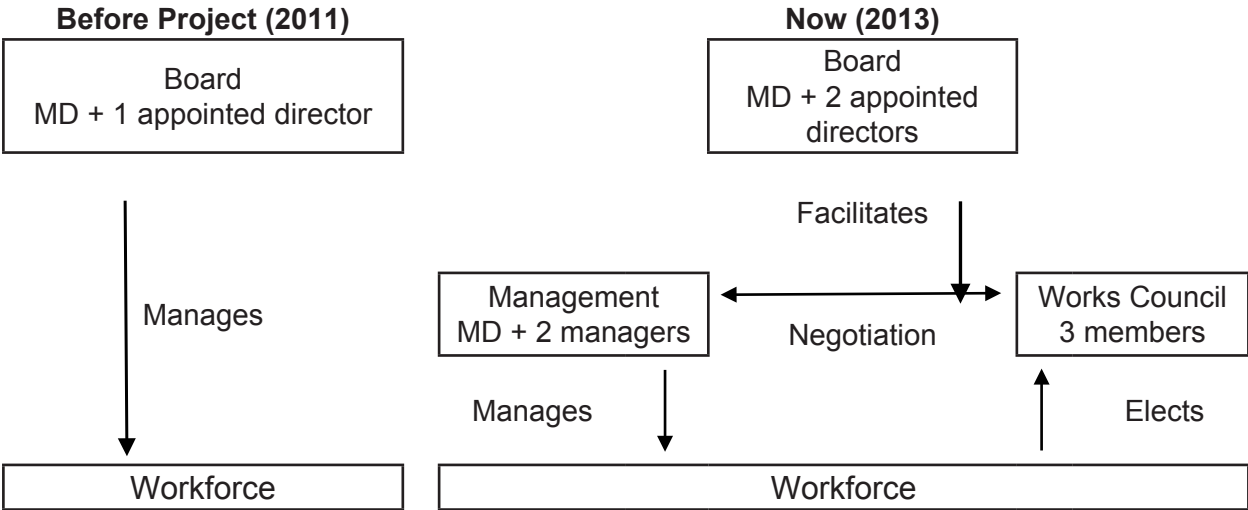 Before Project (2011)
Board
MD + 1 appointed director
Manages
Workforce
Now (2013)
Board
MD + 2 appointed
directors
Facilitates
Management
MD + 2 managers
Negotiation
Works Council
3 members
Manages
Elects
Workforce